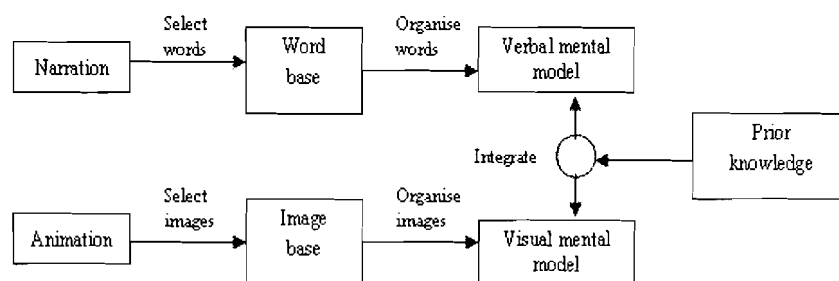 Select
words
Organise
words
Narration
Word
base
Verbal mental
model
Integrate
Prior
knowledge
Select
images
Organise
images
Animation
Image
base
Visual mental
model